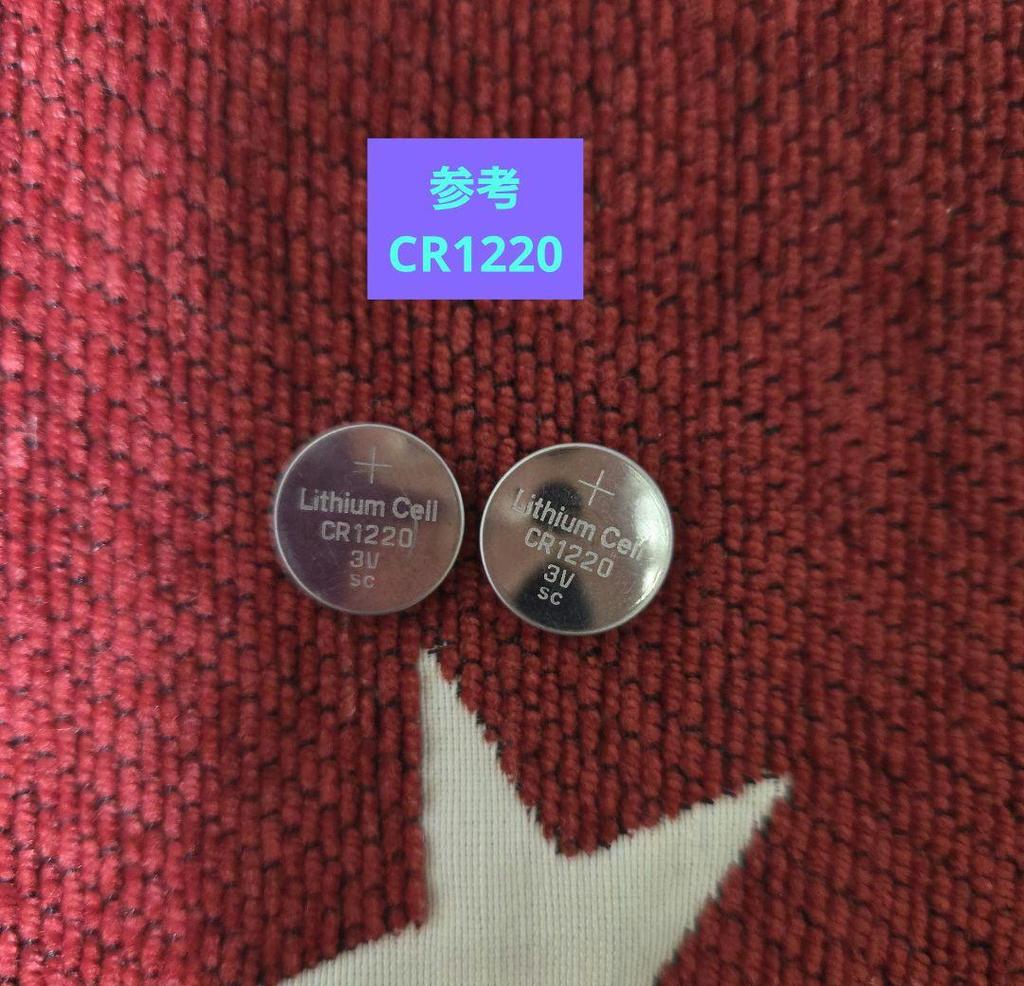 参考
CR1220
+
Lithium Cell
CR1220
3V
SC
+
Lithium Cell
CR1220
3V
SC